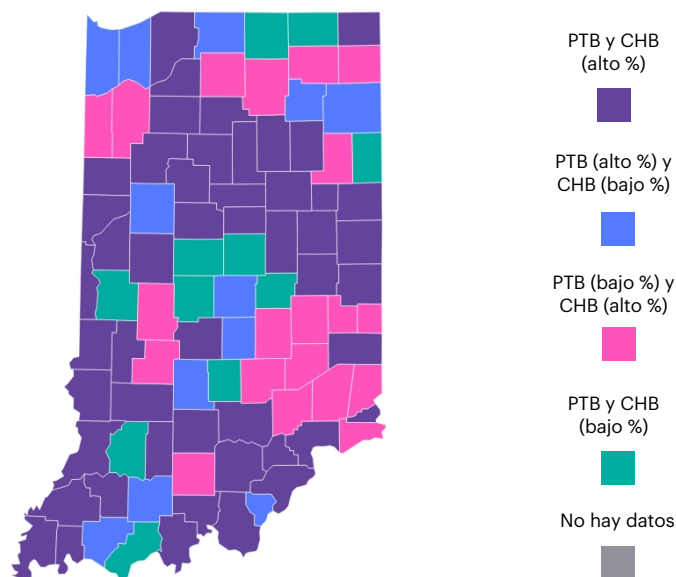 PTB y CHB
(alto %)
PTB (alto %) y
CHB (bajo %)
PTB (bajo %) y
CHB (alto %)
PTB y CHB
(bajo %)
No hay datos